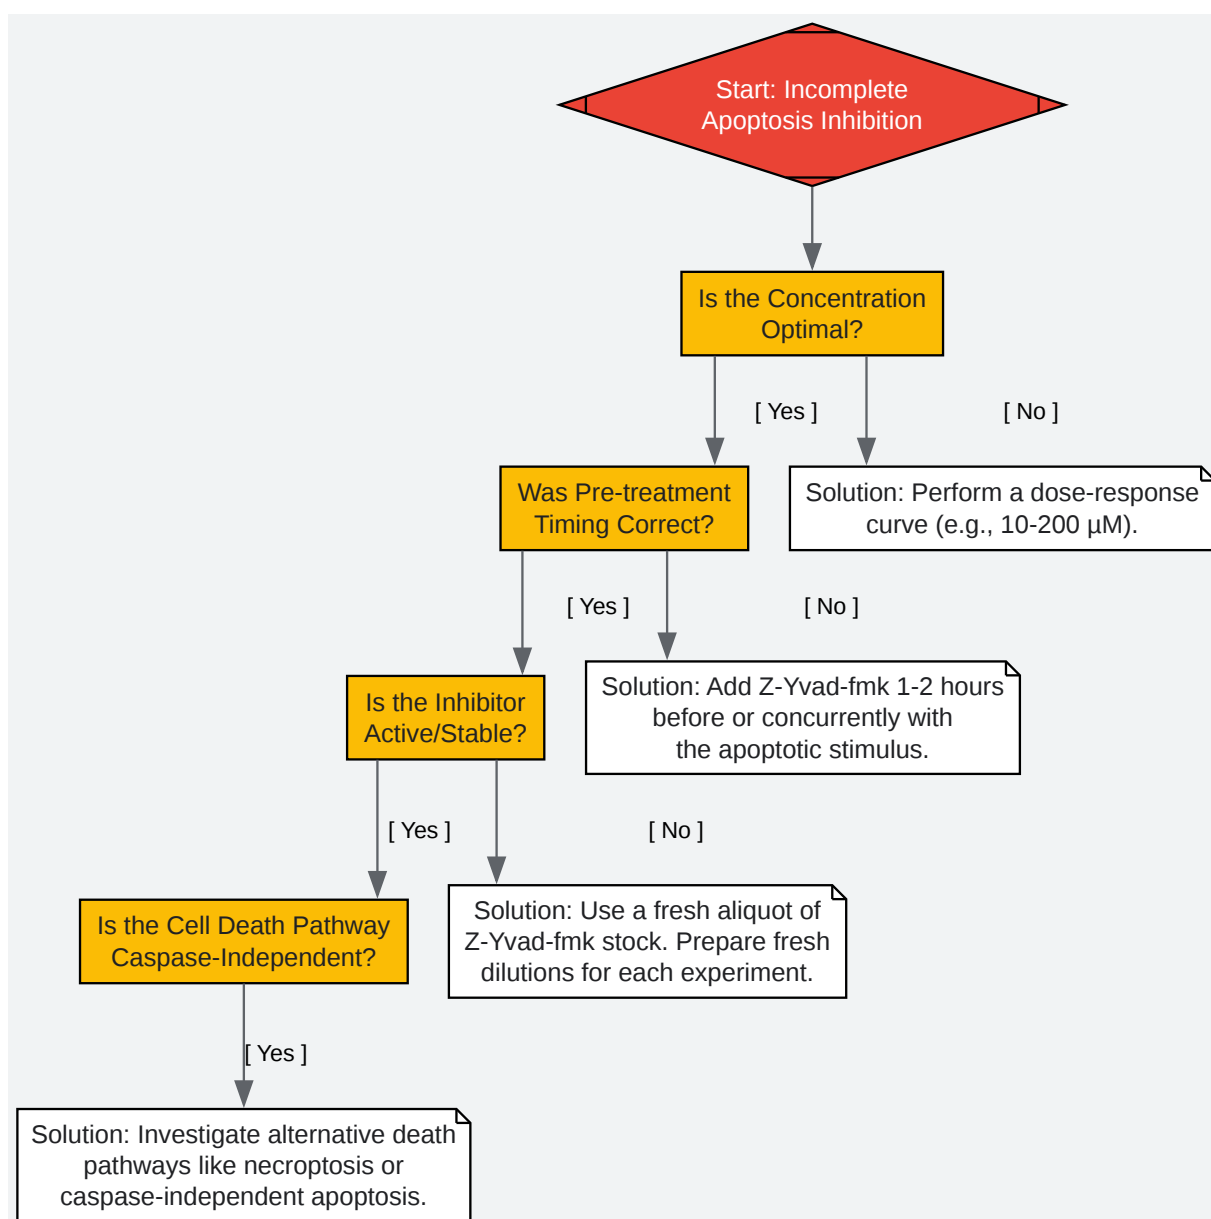 Start: Incomplete
Apoptosis Inhibition
Is the Concentration
Optimal?
[ Yes ]
[ No ]
Was Pre-treatment
Timing Correct?
Solution: Perform a dose-response
curve (e.g., 10-200 µM).
[ Yes ]
[ No ]
Is the Inhibitor
Active/Stable?
Solution: Add Z-Yvad-fmk 1-2 hours
before or concurrently with
the apoptotic stimulus.
[ Yes ]
[ No ]
Is the Cell Death Pathway
Caspase-Independent?
Solution: Use a fresh aliquot of
Z-Yvad-fmk stock. Prepare fresh
dilutions for each experiment.
[ Yes ]
Solution: Investigate alternative death
pathways like necroptosis or
caspase-independent apoptosis.